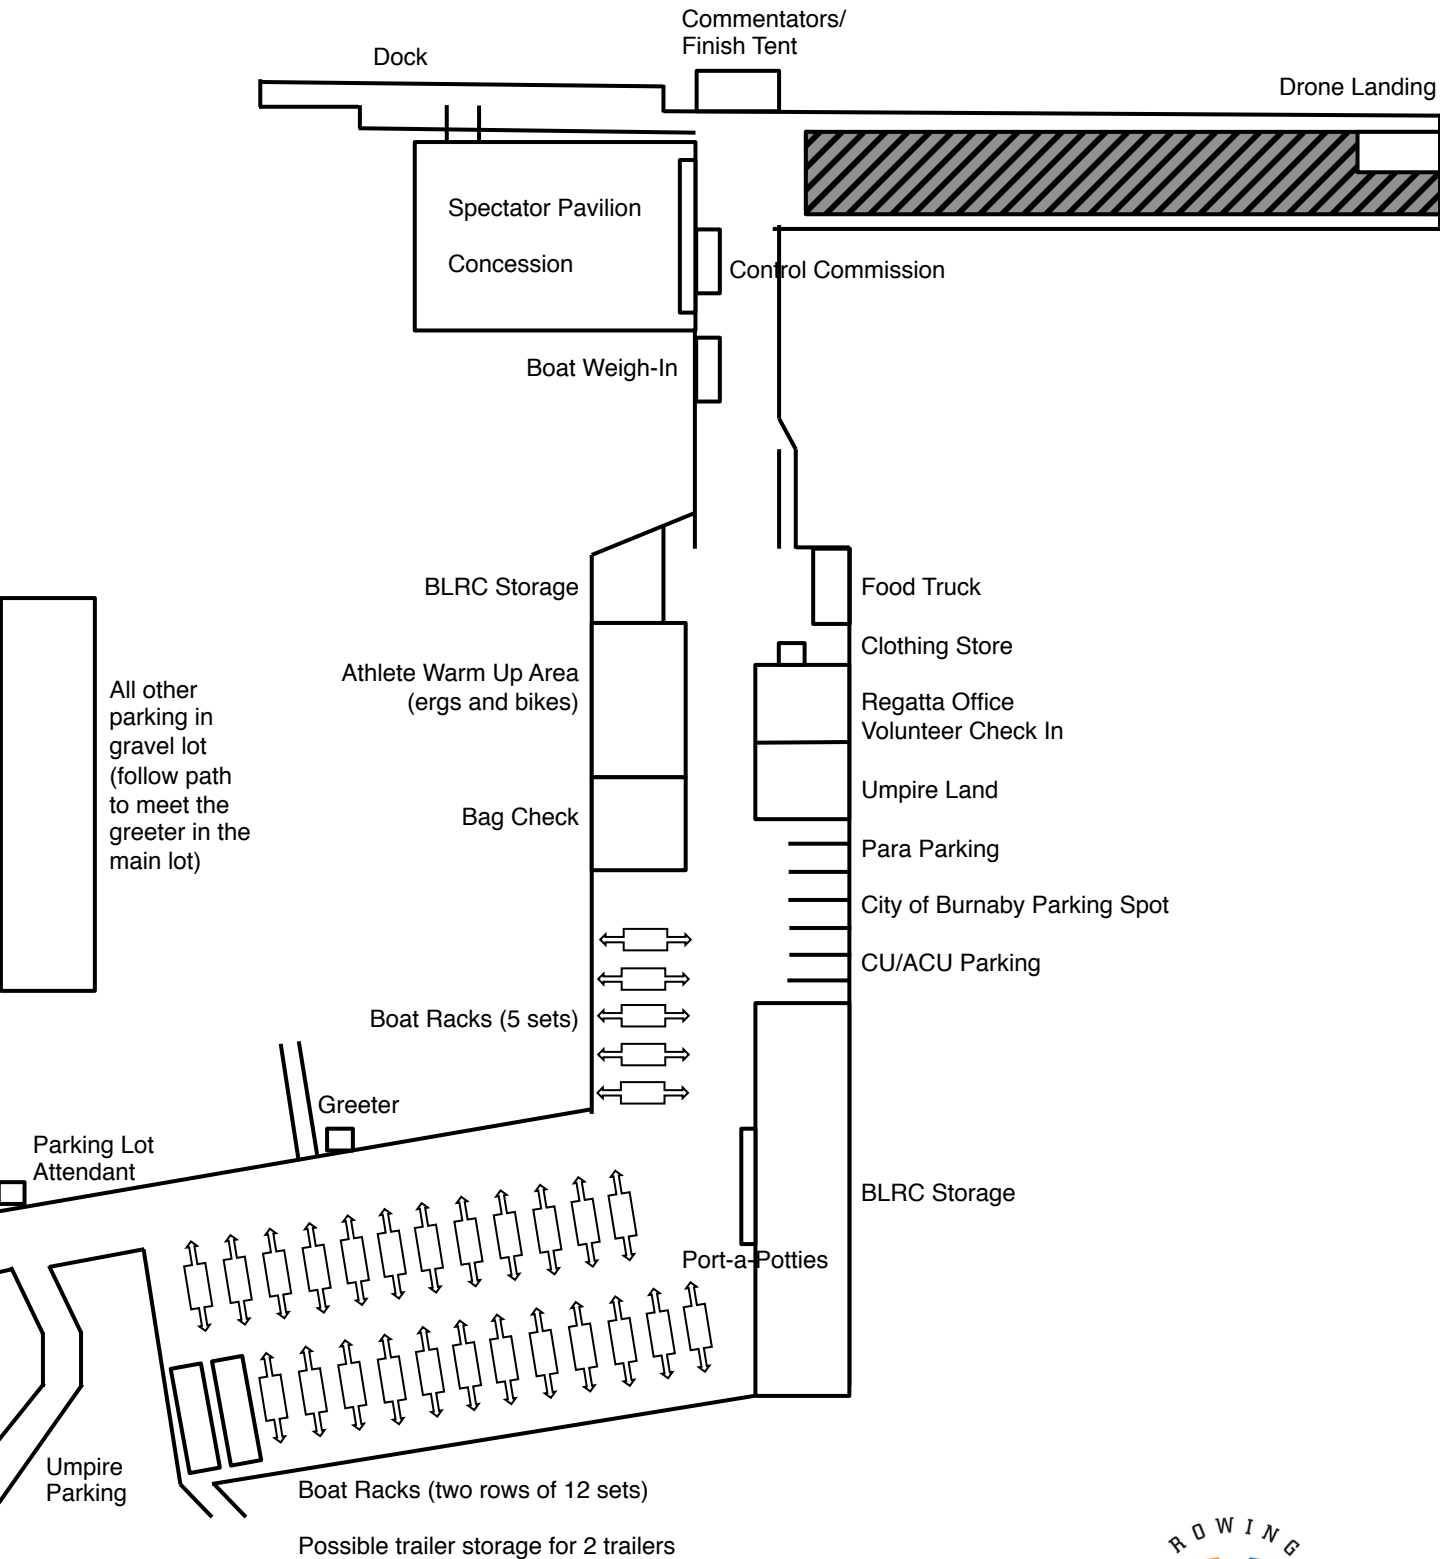 Commentators/
Finish Tent
Dock
Drone Landing
Spectator Pavilion
Concession
Control Commission
Boat Weigh-In
BLRC Storage
Food Truck
Clothing Store
Athlete Warm Up Area
(ergs and bikes)
Regatta Office
Volunteer Check In
All other
parking in
gravel lot
(follow path
to meet the
greeter in the
main lot)
Umpire Land
Bag Check
Para Parking
City of Burnaby Parking Spot
CU/ACU Parking
Boat Racks (5 sets)
Greeter
Parking Lot
Attendant
BLRC Storage
Port-a-Potties
Umpire
Parking
Boat Racks (two rows of 12 sets)
Possible trailer storage for 2 trailers
ROWING